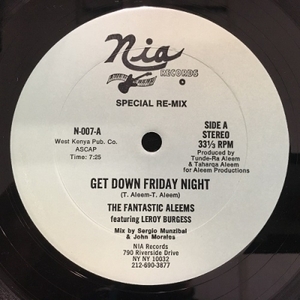 Nia
RECORDS
SPECIAL RE-MIX
N-007-A
West Kenya Pub. Co.
ASCAP
Time: 7:25
SIDE A
STEREO
33⅓ RPM
Produced by
Tunde-Ra Aleem
& Taharqa Aleem
for Aleem Productions
GET DOWN FRIDAY NIGHT
(T. Aleem-T. Aleem)
THE FANTASTIC ALEEMS
featuring LEROY BURGESS
Mix by Sergio Munzibai
& John Morales
NIA Records
790 Riverside Drive
NY NY 10032
212-690-3877